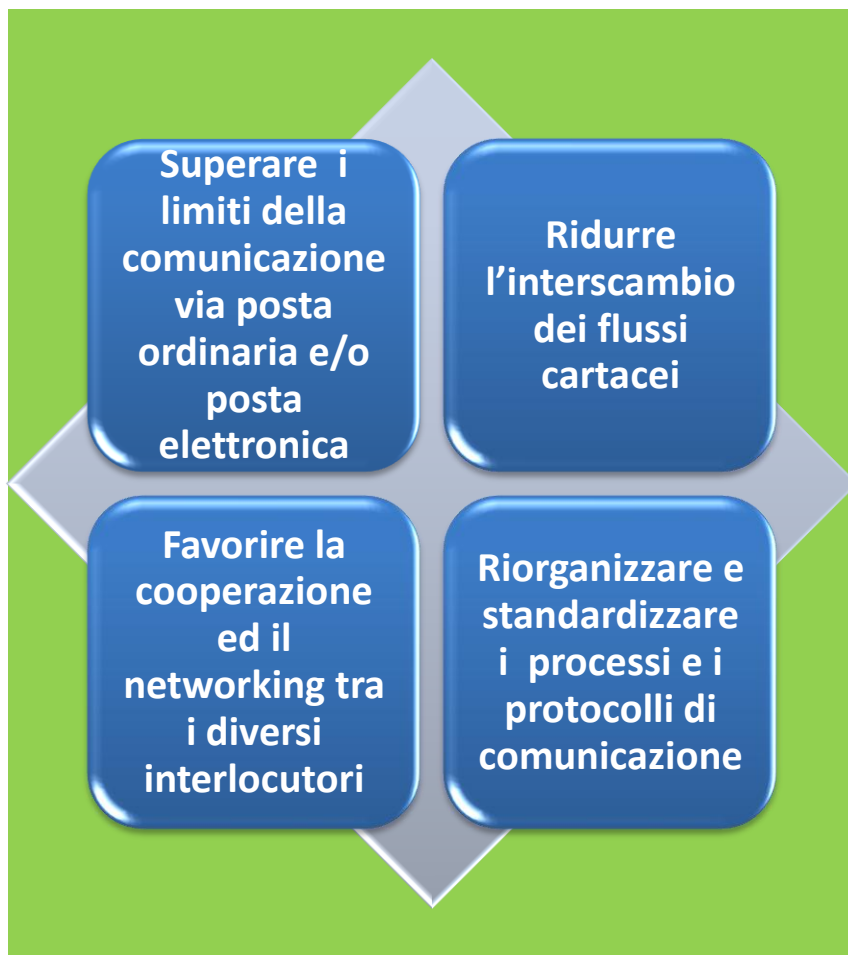 Superare  i
limiti della
comunicazione
via posta
ordinaria e/o
posta
elettronica
Ridurre
l’interscambio
dei flussi
cartacei
Favorire la
cooperazione
ed il
networking tra
i diversi
interlocutori
Riorganizzare e
standardizzare
i  processi e i
protocolli di
comunicazione